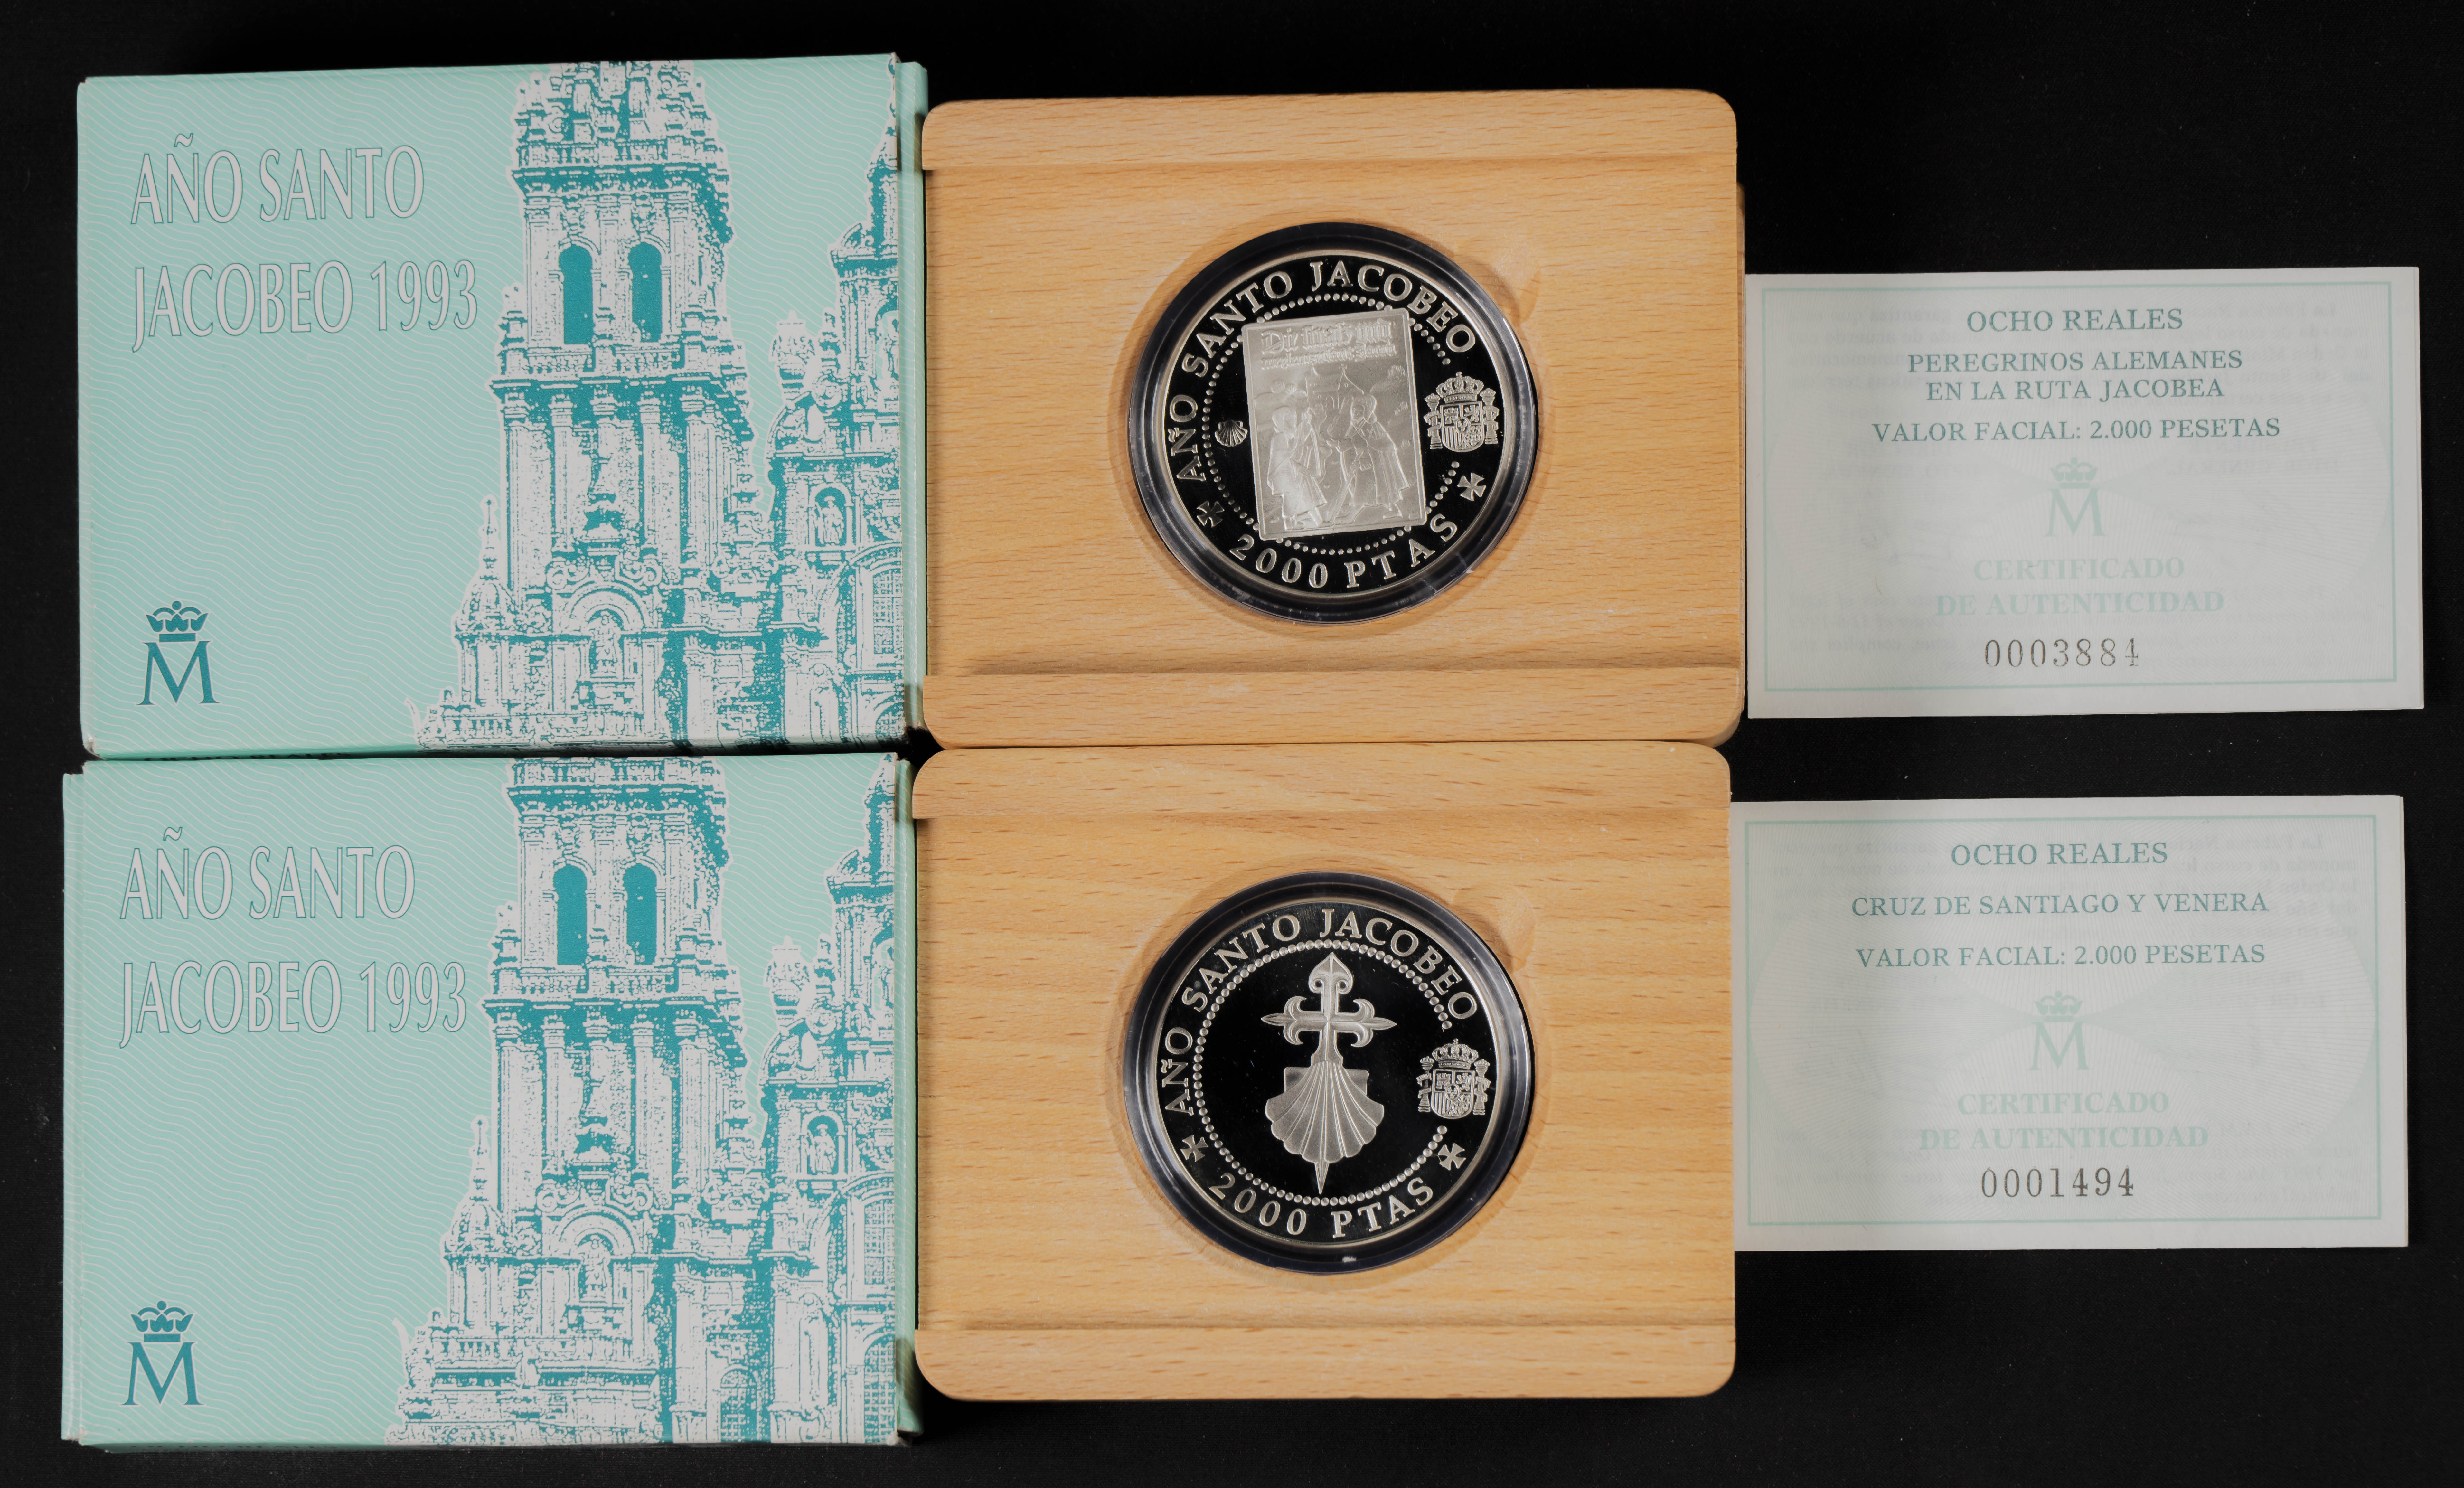 AÑO SANTO
JACOBEO 1993
M
AÑO SANTO JACOBEO
2000 PTAS
OCHO REALES
PEREGRINOS ALEMANES
EN LA RUTA JACOBEA
VALOR FACIAL: 2.000 PESETAS
M
CERTIFICADO
DE AUTENTICIDAD
0003884
AÑO SANTO
JACOBEO 1993
M
AÑO SANTO JACOBEO
2000 PTAS
OCHO REALES
CRUZ DE SANTIAGO Y VENERA
VALOR FACIAL: 2.000 PESETAS
M
CERTIFICADO
DE AUTENTICIDAD
0001494